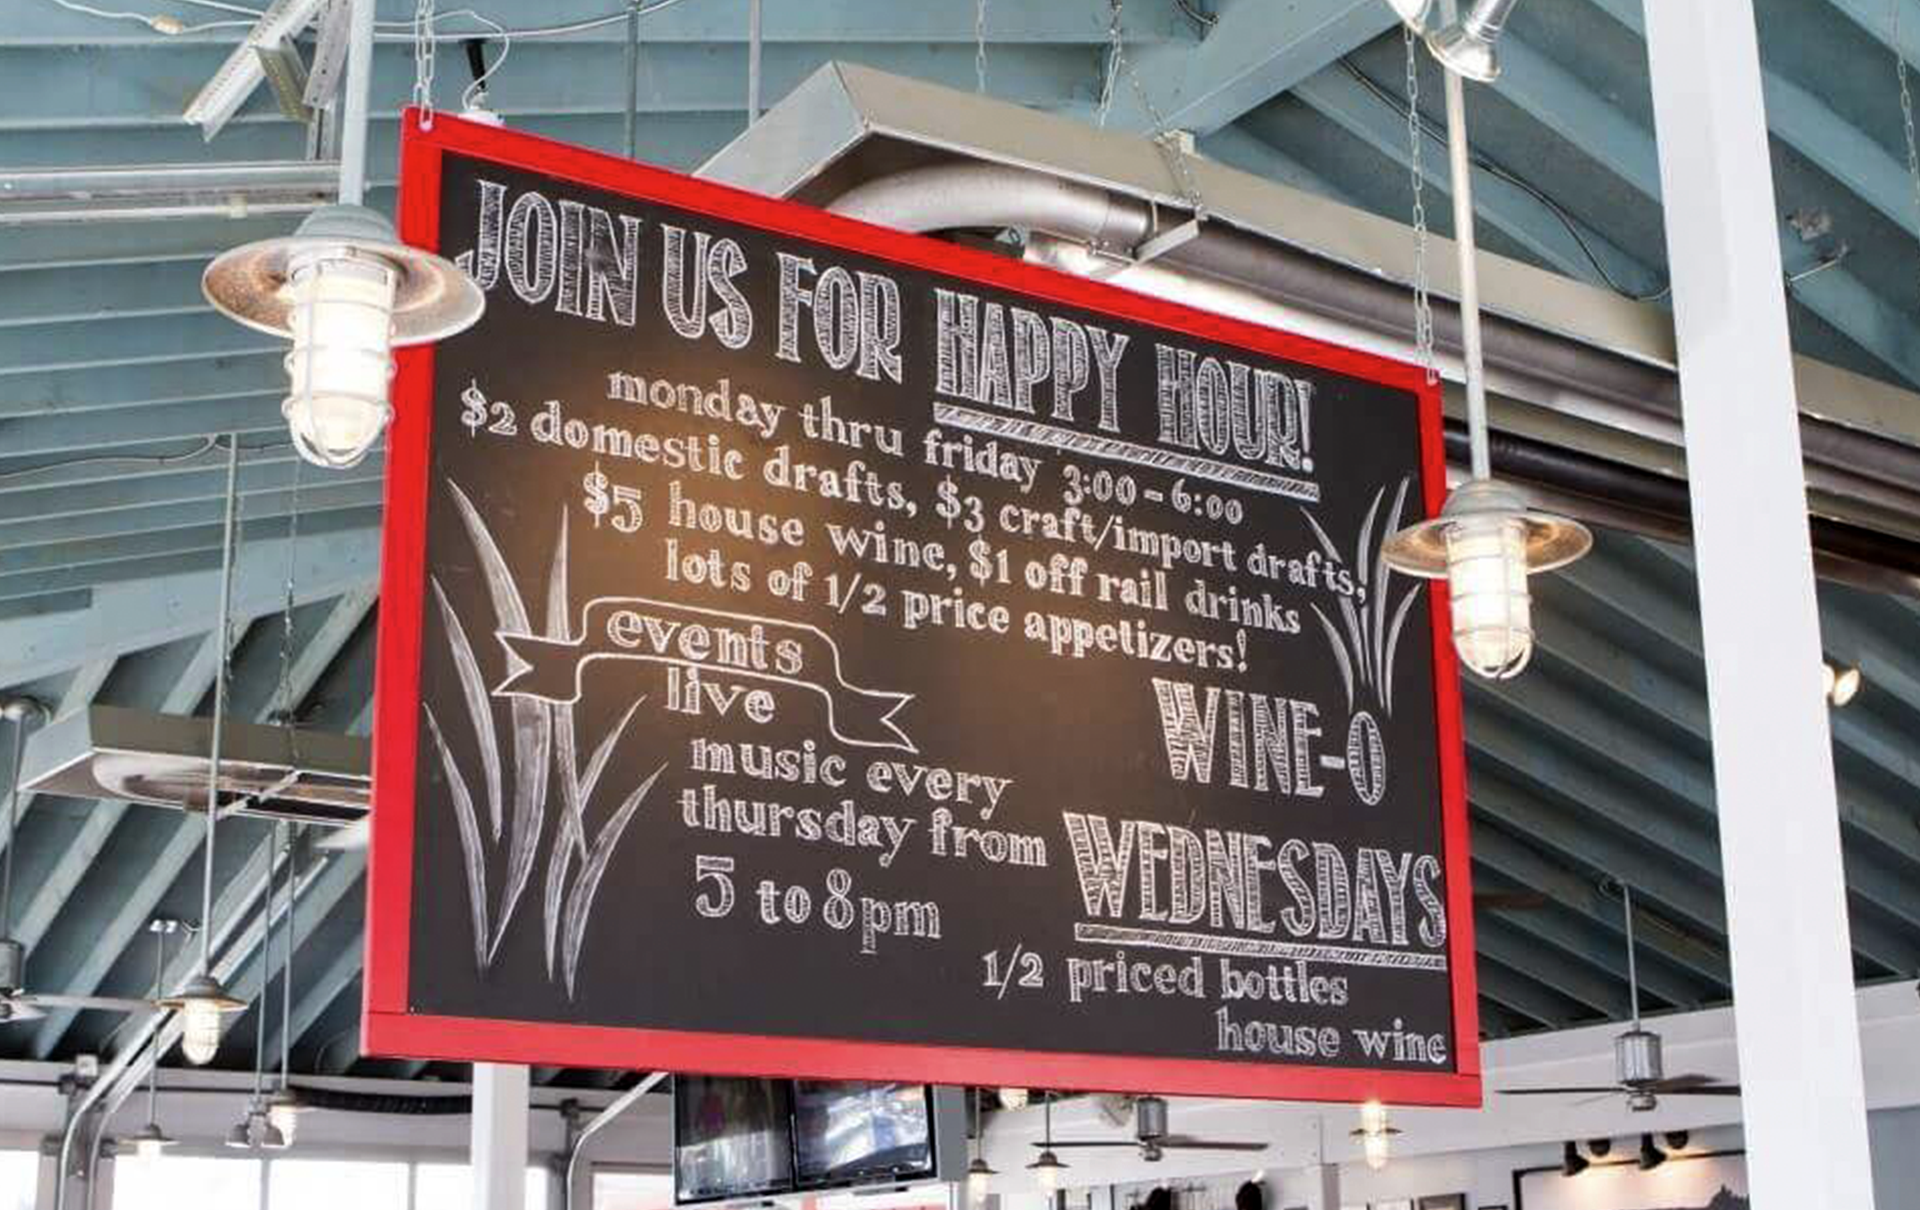 JOIN US FOR HAPPY HOUR!
monday thru friday 3:00-6:00
$2 domestic drafts, $3 craft/import drafts,
$5 house wine, $1 off rail drinks
lots of 1/2 price appetizers!
events
live
music every
thursday from
5 to 8pm
WINE-O
WEDNESDAYS
1/2 priced bottles
house wine